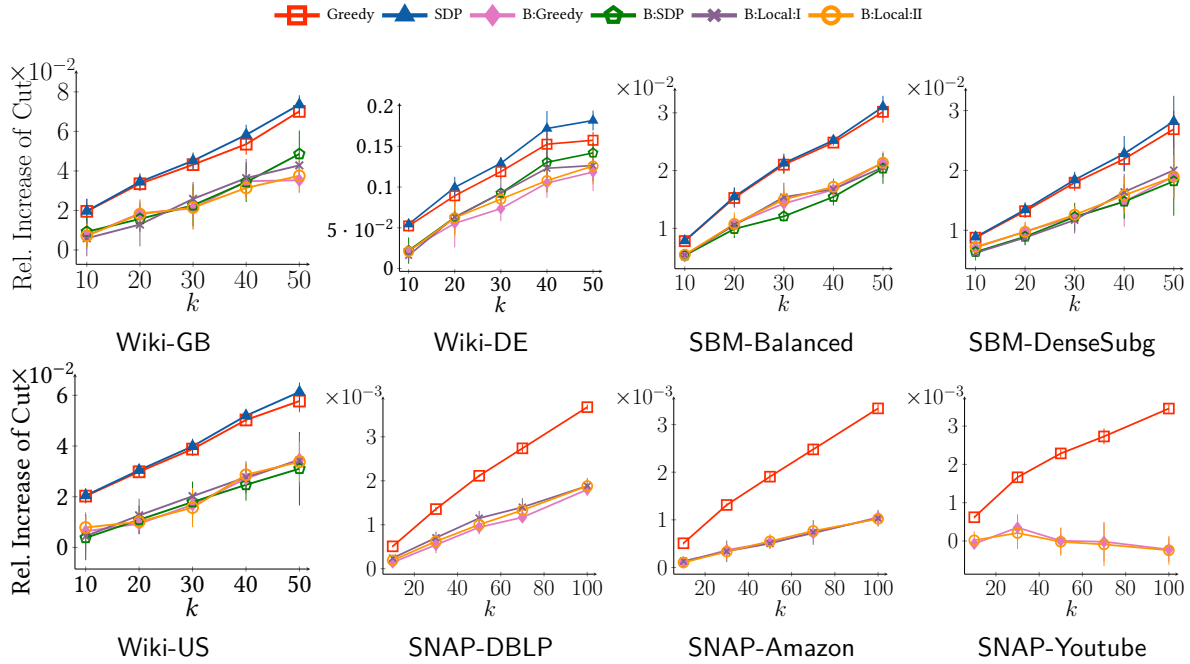 Greedy SDP B:Greedy B:SDP B:Local:I B:Local:II
Rel. Increase of Cut
×10⁻²
8
6
4
2
0
10 20 30 40 50
k
Wiki-GB
0.2
0.15
0.1
5 · 10⁻²
0
10 20 30 40 50
k
Wiki-DE
×10⁻²
3
2
1
10 20 30 40 50
k
SBM-Balanced
×10⁻²
3
2
1
10 20 30 40 50
k
SBM-DenseSubg
Rel. Increase of Cut
×10⁻²
6
4
2
0
10 20 30 40 50
k
Wiki-US
×10⁻³
3
2
1
0
0 20 40 60 80 100
k
SNAP-DBLP
×10⁻³
3
2
1
0
0 20 40 60 80 100
k
SNAP-Amazon
×10⁻³
3
2
1
0
20 40 60 80 100
k
SNAP-Youtube